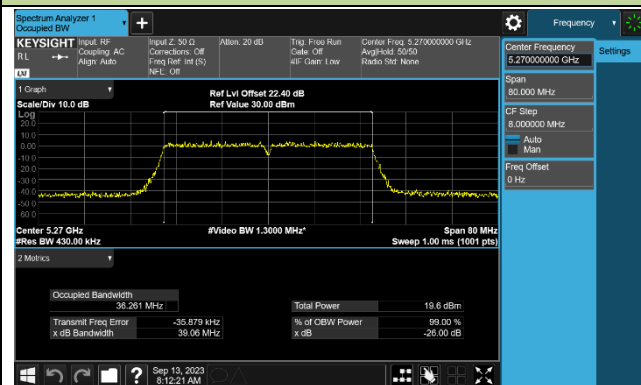 Spectrum Analyzer 1
Occupied BW
Frequency
KEYSIGHT
RL
LXI
Input: RF
Coupling: AC
Align: Auto
Input Z: 50 Ω
Corrections: Off
Freq Ref: Int (S)
NFE: Off
Atten: 20 dB
Trig: Free Run
Gate: Off
#IF Gain: Low
Center Freq: 5.270000000 GHz
Avg|Hold: 50/50
Radio Std: None
Center Frequency
5.270000000 GHz
Settings
Span
80.000 MHz
CF Step
8.000000 MHz
Auto
Man
Freq Offset
0 Hz
1 Graph
Scale/Div 10.0 dB
Ref Lvl Offset 22.40 dB
Ref Value 30.00 dBm
Log
20.0
10.0
0.00
-10.0
-20.0
-30.0
-40.0
-50.0
-60.0
Center 5.27 GHz
#Res BW 430.00 kHz
#Video BW 1.3000 MHz*
Span 80 MHz
Sweep 1.00 ms (1001 pts)
2 Metrics
Occupied Bandwidth
36.261 MHz
Total Power 19.6 dBm
Transmit Freq Error -35.879 kHz
% of OBW Power 99.00 %
x dB Bandwidth 39.06 MHz
x dB -26.00 dB
?
Sep 13, 2023
8:12:21 AM